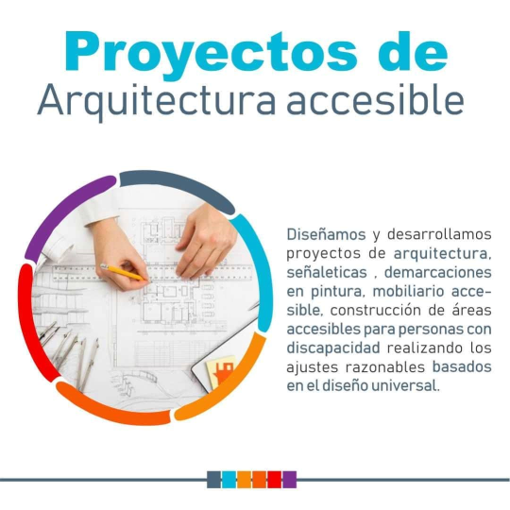 Proyectos de
Arquitectura accesible
Diseñamos y desarrollamos
proyectos de arquitectura,
señaleticas , demarcaciones
en pintura, mobiliario acce-
sible, construcción de áreas
accesibles para personas con
discapacidad realizando los
ajustes razonables basados
en el diseño universal.